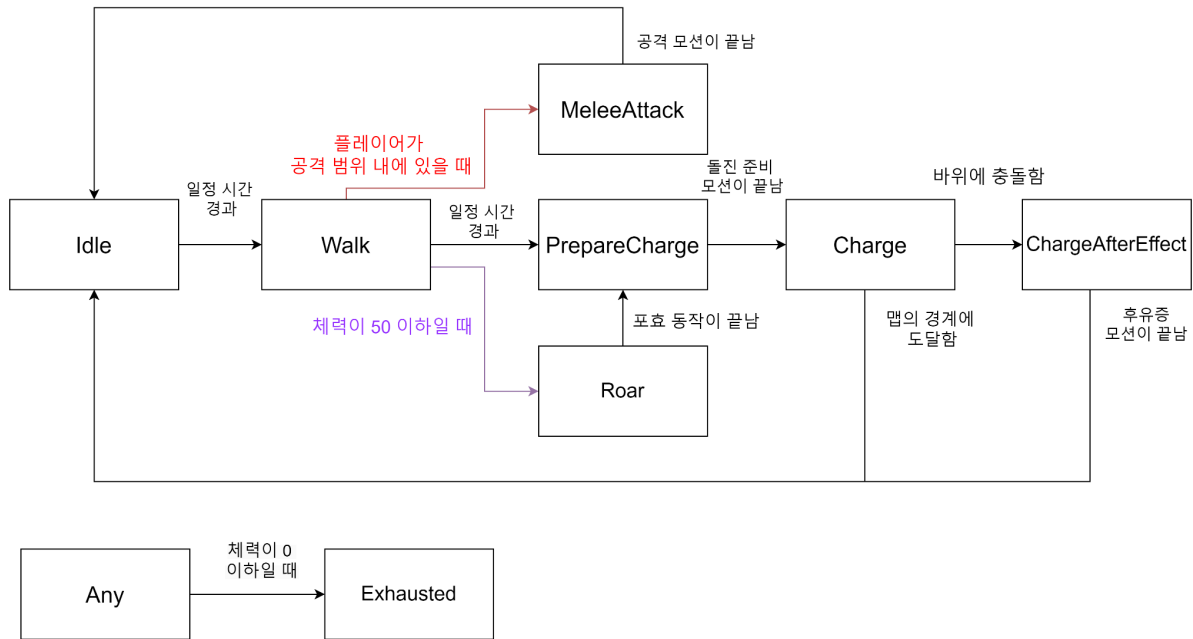 공격 모션이 끝남
MeleeAttack
플레이어가
공격 범위 내에 있을 때
돌진 준비
모션이 끝남
바위에 충돌함
일정 시간
경과
일정 시간
경과
Idle
Walk
PrepareCharge
Charge
ChargeAfterEffect
체력이 50 이하일 때
포효 동작이 끝남
맵의 경계에
도달함
후유증
모션이 끝남
Roar
체력이 0
이하일 때
Any
Exhausted